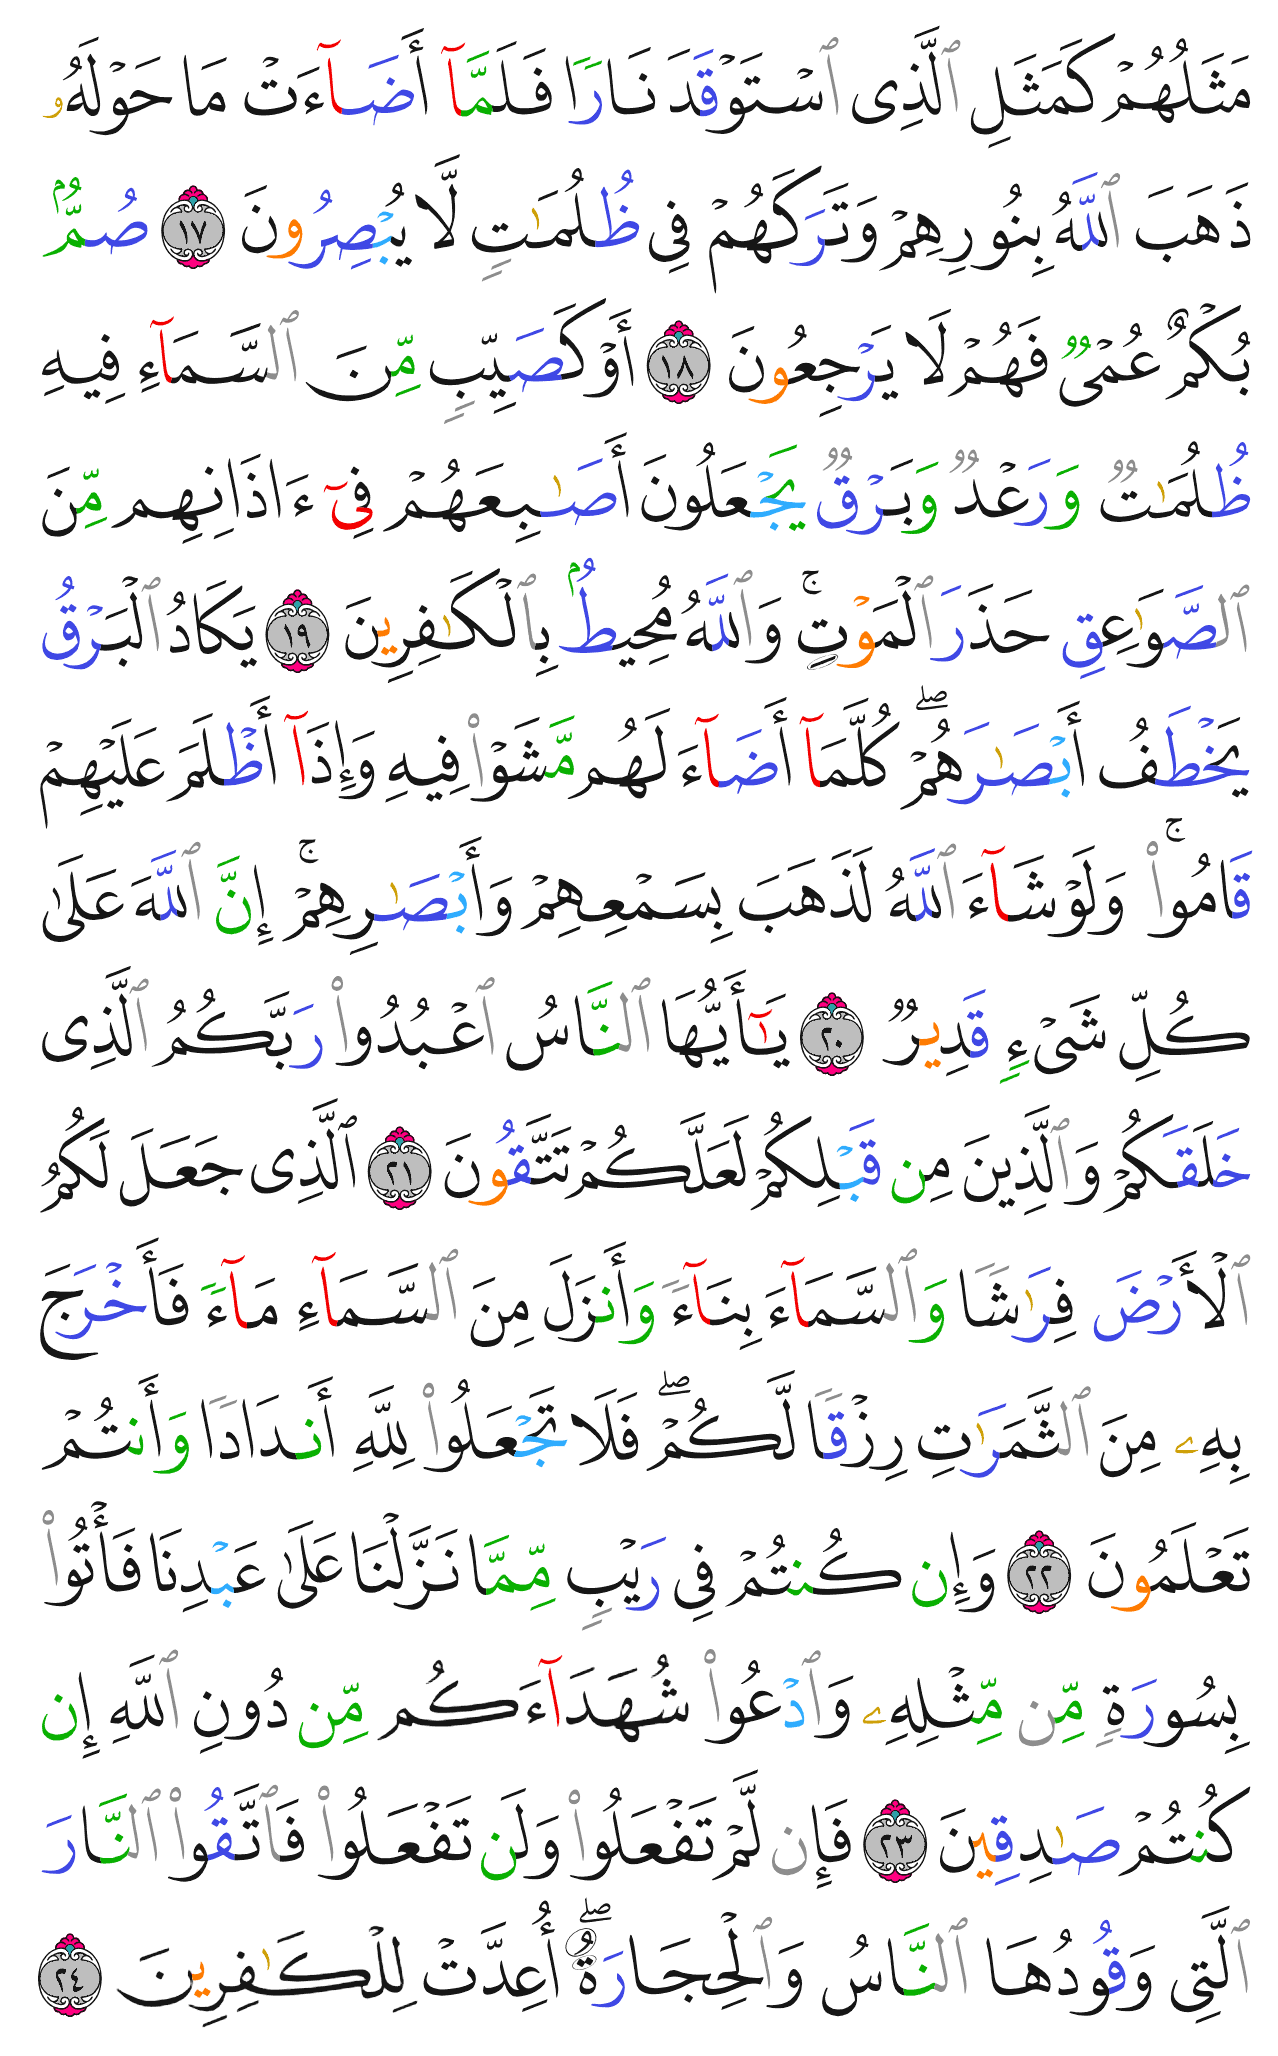 مَثَلُهُمْ كَمَثَلِ ٱلَّذِى ٱسْتَوْقَدَ نَارًا فَلَمَّآ أَضَآءَتْ مَا حَوْلَهُۥ
ذَهَبَ ٱللَّهُ بِنُورِهِمْ وَتَرَكَهُمْ فِى ظُلُمَٰتٍ لَّا يُبْصِرُونَ ١٧ صُمٌّۢ
بُكْمٌ عُمْىٌ فَهُمْ لَا يَرْجِعُونَ ١٨ أَوْ كَصَيِّبٍ مِّنَ ٱلسَّمَآءِ فِيهِ
ظُلُمَٰتٌ وَرَعْدٌ وَبَرْقٌ يَجْعَلُونَ أَصَٰبِعَهُمْ فِىٓ ءَاذَانِهِم مِّنَ
ٱلصَّوَٰعِقِ حَذَرَ ٱلْمَوْتِ ۚ وَٱللَّهُ مُحِيطٌۢ بِٱلْكَٰفِرِينَ ١٩ يَكَادُ ٱلْبَرْقُ
يَخْطَفُ أَبْصَٰرَهُمْ ۖ كُلَّمَآ أَضَآءَ لَهُم مَّشَوْا۟ فِيهِ وَإِذَآ أَظْلَمَ عَلَيْهِمْ
قَامُوا۟ ۚ وَلَوْ شَآءَ ٱللَّهُ لَذَهَبَ بِسَمْعِهِمْ وَأَبْصَٰرِهِمْ ۚ إِنَّ ٱللَّهَ عَلَىٰ
كُلِّ شَىْءٍ قَدِيرٌ ٢٠ يَٰٓأَيُّهَا ٱلنَّاسُ ٱعْبُدُوا۟ رَبَّكُمُ ٱلَّذِى
خَلَقَكُمْ وَٱلَّذِينَ مِن قَبْلِكُمْ لَعَلَّكُمْ تَتَّقُونَ ٢١ ٱلَّذِى جَعَلَ لَكُمُ
ٱلْأَرْضَ فِرَٰشًا وَٱلسَّمَآءَ بِنَآءً وَأَنزَلَ مِنَ ٱلسَّمَآءِ مَآءً فَأَخْرَجَ
بِهِۦ مِنَ ٱلثَّمَرَٰتِ رِزْقًا لَّكُمْ ۖ فَلَا تَجْعَلُوا۟ لِلَّهِ أَندَادًا وَأَنتُمْ
تَعْلَمُونَ ٢٢ وَإِن كُنتُمْ فِى رَيْبٍ مِّمَّا نَزَّلْنَا عَلَىٰ عَبْدِنَا فَأْتُوا۟
بِسُورَةٍ مِّن مِّثْلِهِۦ وَٱدْعُوا۟ شُهَدَآءَكُم مِّن دُونِ ٱللَّهِ إِن
كُنتُمْ صَٰدِقِينَ ٢٣ فَإِن لَّمْ تَفْعَلُوا۟ وَلَن تَفْعَلُوا۟ فَٱتَّقُوا۟ ٱلنَّارَ
ٱلَّتِى وَقُودُهَا ٱلنَّاسُ وَٱلْحِجَارَةُ ۖ أُعِدَّتْ لِلْكَٰفِرِينَ ٢٤